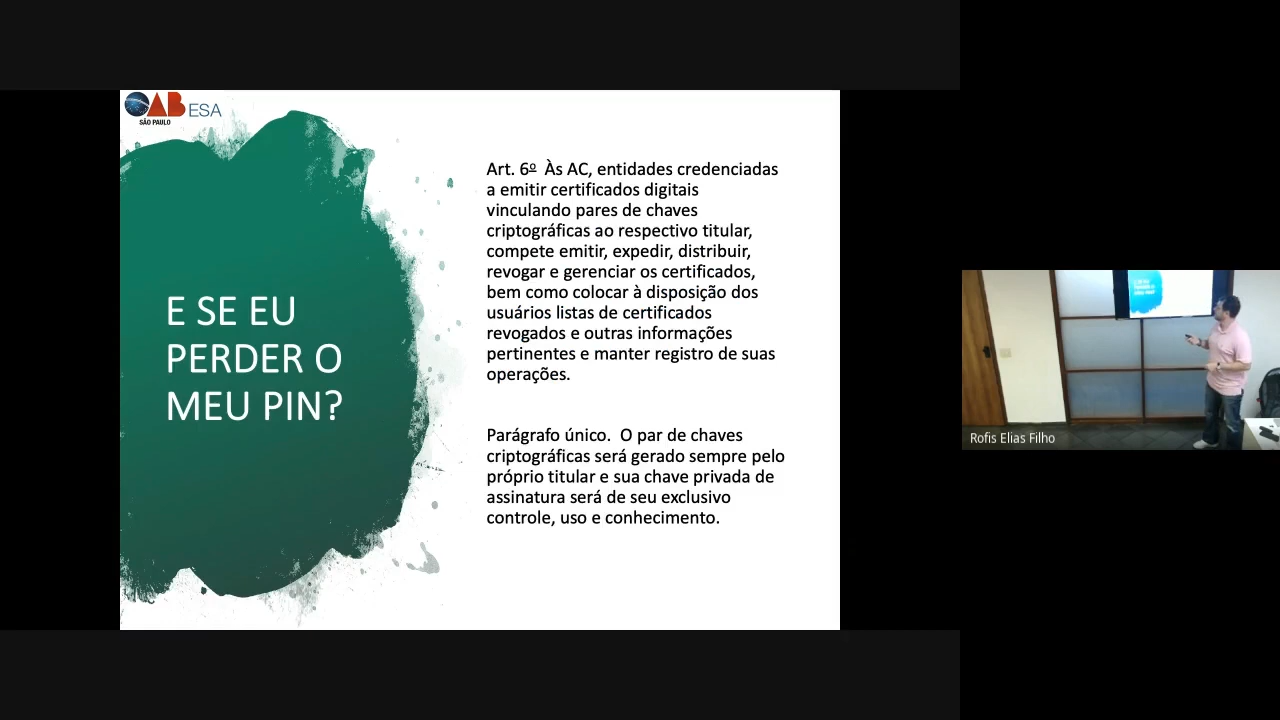 OAB ESA
SÃO PAULO
E SE EU
PERDER O
MEU PIN?
Art. 6º Às AC, entidades credenciadas
a emitir certificados digitais
vinculando pares de chaves
criptográficas ao respectivo titular,
compete emitir, expedir, distribuir,
revogar e gerenciar os certificados,
bem como colocar à disposição dos
usuários listas de certificados
revogados e outras informações
pertinentes e manter registro de suas
operações.
Parágrafo único. O par de chaves
criptográficas será gerado sempre pelo
próprio titular e sua chave privada de
assinatura será de seu exclusivo
controle, uso e conhecimento.
Rofis Elias Filho